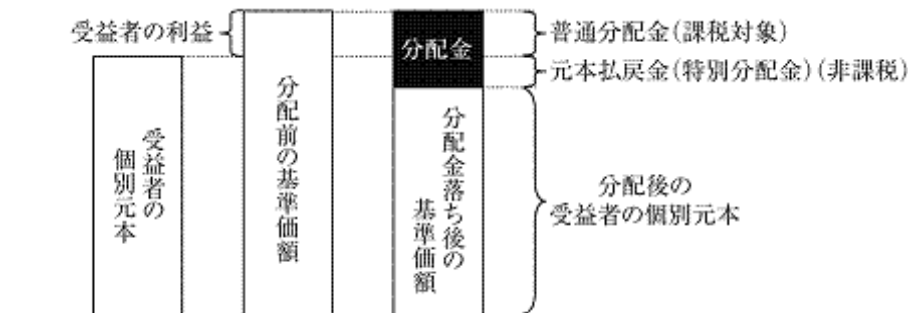 受益者の利益
受益者の
個別元本
分配前の基準価額
分配金
分配金落ち後の
基準価額
普通分配金(課税対象)
元本払戻金(特別分配金)(非課税)
分配後の
受益者の個別元本